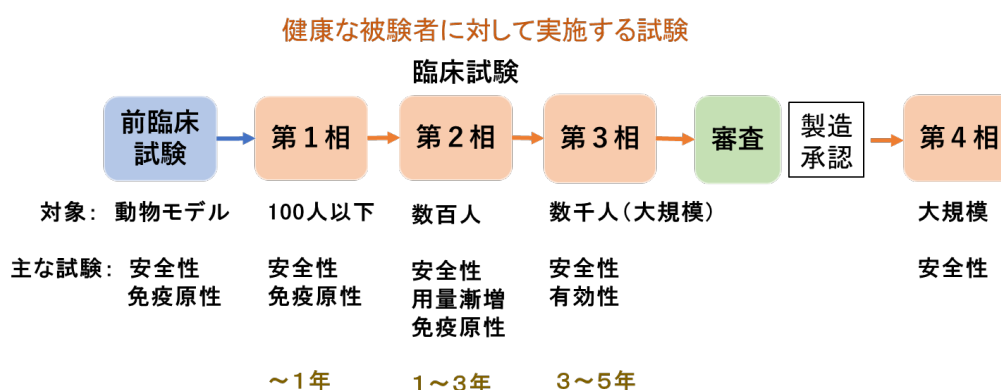 健康な被験者に対して実施する試験
臨床試験
前臨床
試験
第1相
第2相
第3相
審査
製造
承認
第4相
対象: 動物モデル 100人以下 数百人 数千人(大規模) 大規模
主な試験: 安全性 安全性 安全性 安全性 安全性
免疫原性 免疫原性 用量漸増 有効性
免疫原性
～1年 1～3年 3～5年